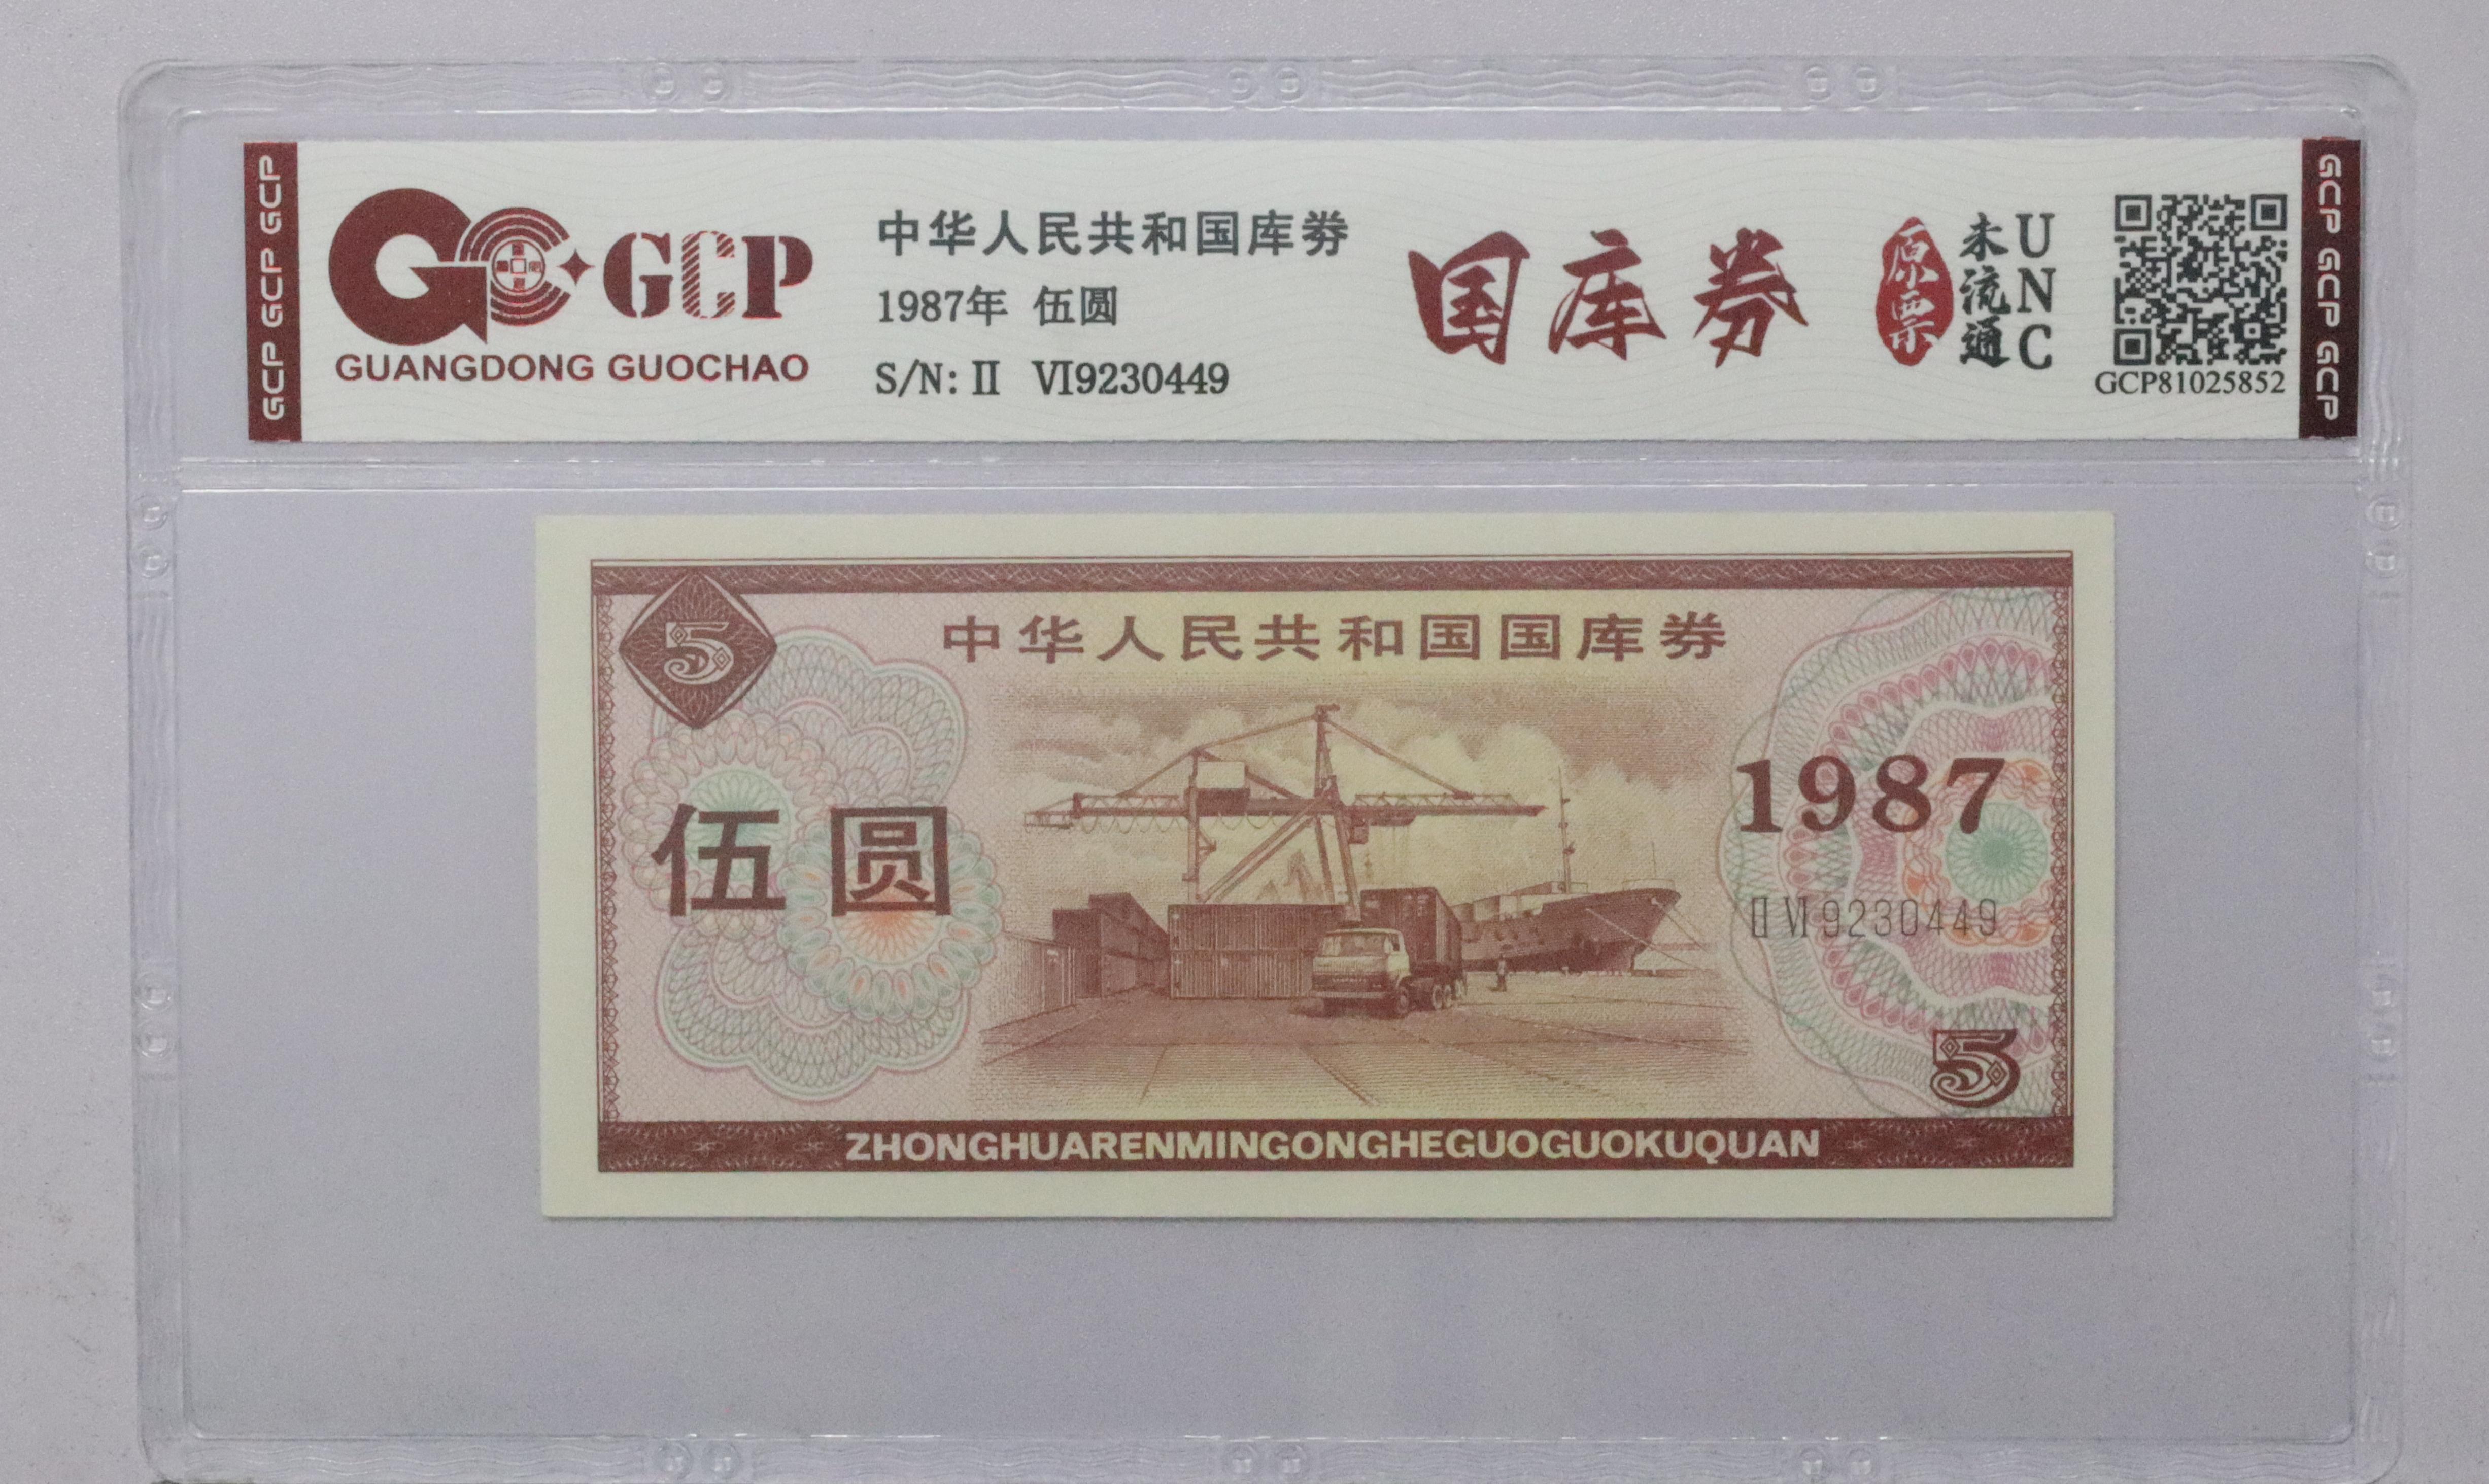 GCP GCP GCP
GCP
GUANGDONG GUOCHAO
中华人民共和国库劵
1987年 伍圆
S/N: II VI9230449
国库券
原票
未流通
UNC
GCP81025852
GCP GCP GCP
5
中华人民共和国国库券
伍圆
1987
II VI 9230449
5
ZHONGHUARENMINGONGHEGUOGUOKUQUAN